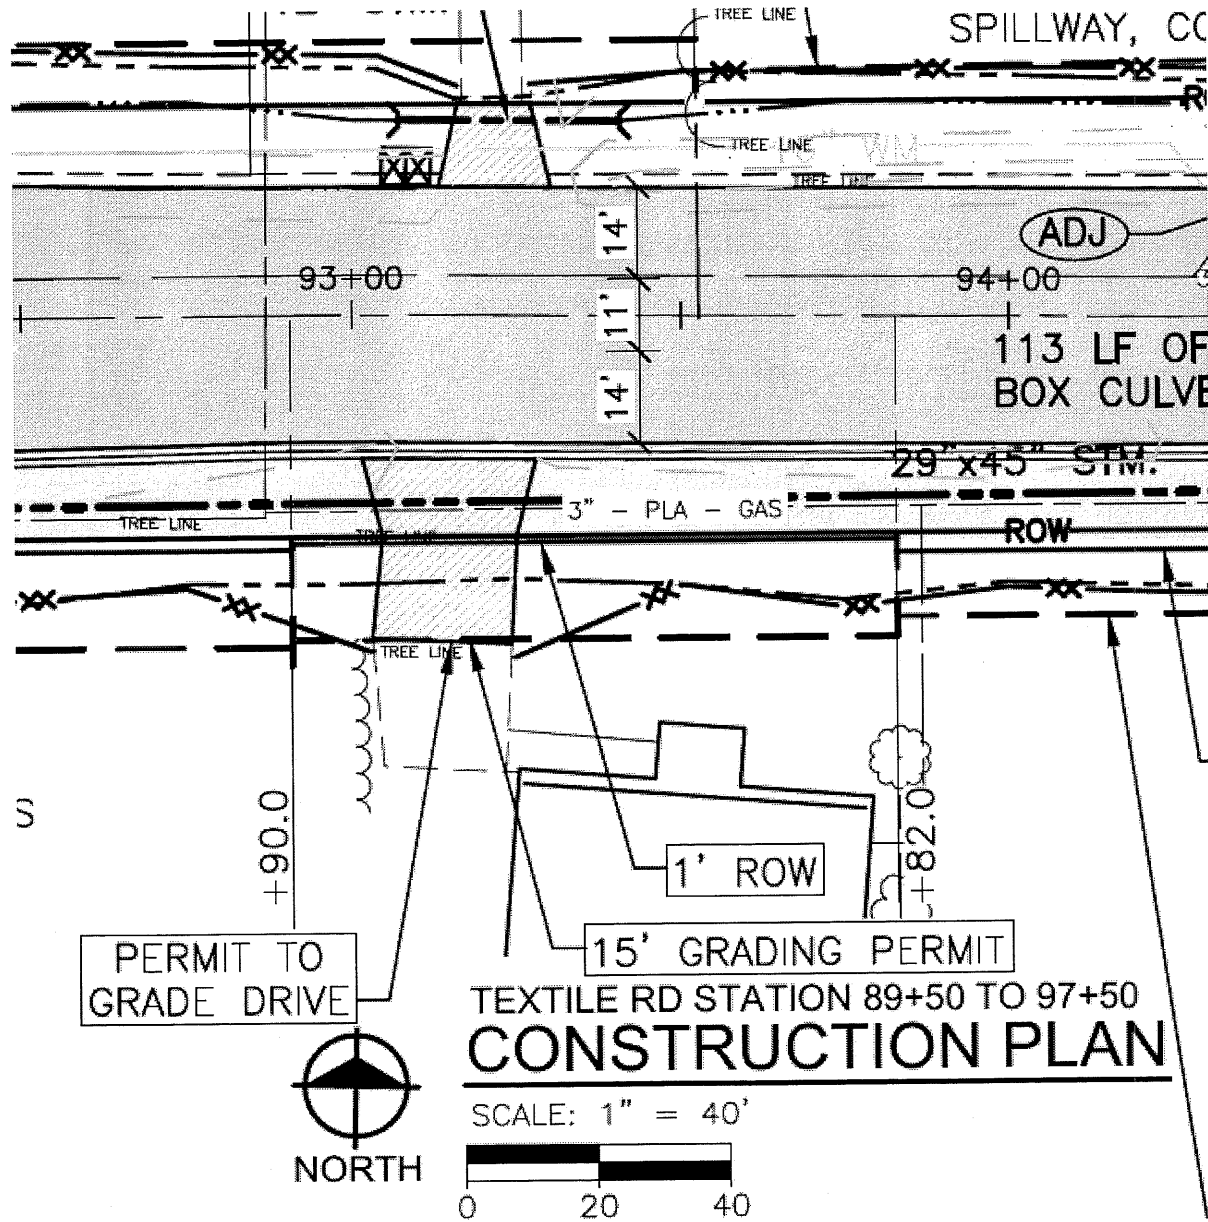 TREE LINE
SPILLWAY, CO
TREE LINE
WM
TREE LINE
14'
ADJ
93+00
94+00
11'
113 LF OF
BOX CULVE
14'
29"x45" STM.
3" - PLA - GAS
TREE LINE
TREE LINE
ROW
TREE LINE
S
+90.0
+82.0
1' ROW
15' GRADING PERMIT
PERMIT TO
GRADE DRIVE
TEXTILE RD STATION 89+50 TO 97+50
CONSTRUCTION PLAN
SCALE: 1" = 40'
NORTH
0 20 40